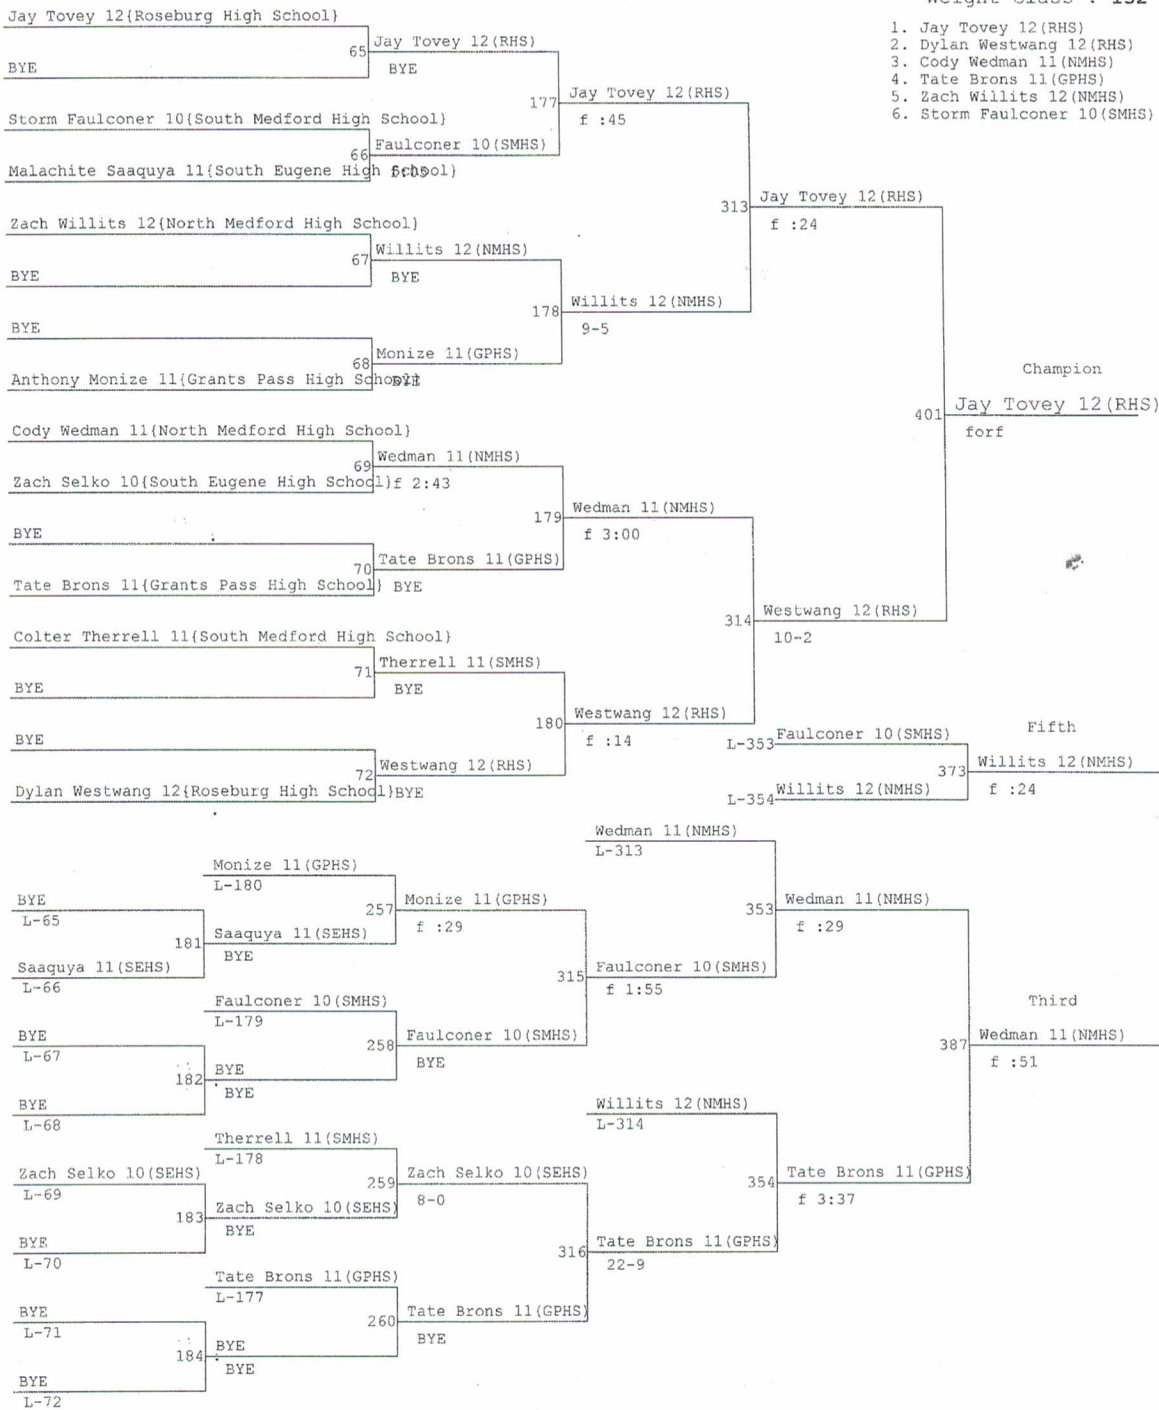 Weight Class : 152
1. Jay Tovey 12(RHS)
2. Dylan Westwang 12(RHS)
3. Cody Wedman 11(NMHS)
4. Tate Brons 11(GPHS)
5. Zach Willits 12(NMHS)
6. Storm Faulconer 10(SMHS)
Jay Tovey 12{Roseburg High School}
65
BYE
Jay Tovey 12(RHS)
BYE
Storm Faulconer 10{South Medford High School}
66
Malachite Saaquya 11{South Eugene High School}
Faulconer 10(SMHS)
177
Jay Tovey 12(RHS)
f :45
Zach Willits 12{North Medford High School}
67
BYE
Willits 12(NMHS)
BYE
BYE
68
Anthony Monize 11{Grants Pass High School}
Monize 11(GPHS)
BYE
178
Willits 12(NMHS)
9-5
313
Jay Tovey 12(RHS)
f :24
Cody Wedman 11{North Medford High School}
69
Zach Selko 10{South Eugene High School}
Wedman 11(NMHS)
f 2:43
BYE
70
Tate Brons 11{Grants Pass High School}
Tate Brons 11(GPHS)
BYE
179
Wedman 11(NMHS)
f 3:00
Colter Therrell 11{South Medford High School}
71
BYE
Therrell 11(SMHS)
BYE
BYE
72
Dylan Westwang 12{Roseburg High School}
Westwang 12(RHS)
BYE
180
Westwang 12(RHS)
f :14
314
Westwang 12(RHS)
10-2
401
Champion
Jay Tovey 12(RHS)
forf
Fifth
L-353
Faulconer 10(SMHS)
L-354
Willits 12(NMHS)
373
Willits 12(NMHS)
f :24
BYE
L-65
181
Saaquya 11(SEHS)
L-66
Monize 11(GPHS)
L-180
257
Saaquya 11(SEHS)
BYE
Monize 11(GPHS)
f :29
BYE
L-67
182
BYE
L-68
Faulconer 10(SMHS)
L-179
258
BYE
BYE
Faulconer 10(SMHS)
BYE
315
Faulconer 10(SMHS)
f 1:55
Wedman 11(NMHS)
L-313
353
Wedman 11(NMHS)
f :29
Zach Selko 10(SEHS)
L-69
183
BYE
L-70
Therrell 11(SMHS)
L-178
259
Zach Selko 10(SEHS)
BYE
Zach Selko 10(SEHS)
8-0
BYE
L-71
184
BYE
L-72
Tate Brons 11(GPHS)
L-177
260
BYE
BYE
Tate Brons 11(GPHS)
BYE
316
Tate Brons 11(GPHS)
22-9
Willits 12(NMHS)
L-314
354
Tate Brons 11(GPHS)
f 3:37
387
Third
Wedman 11(NMHS)
f :51